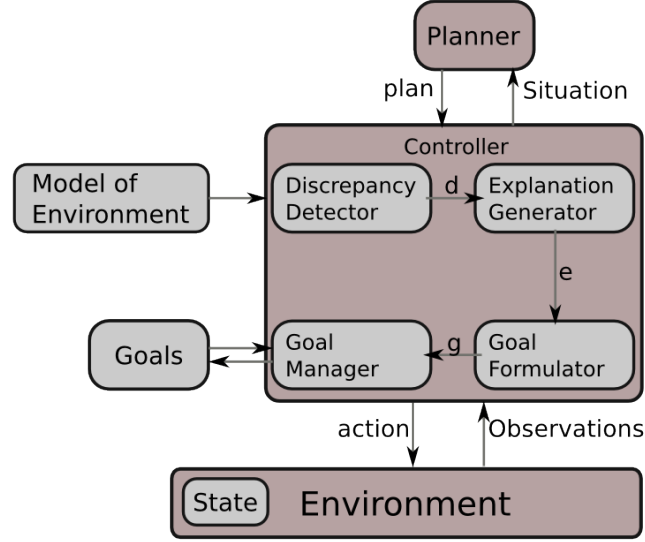 Planner
plan
Situation
Controller
Model of
Environment
Discrepancy
Detector
d
Explanation
Generator
e
Goals
Goal
Manager
g
Goal
Formulator
action
Observations
State
Environment